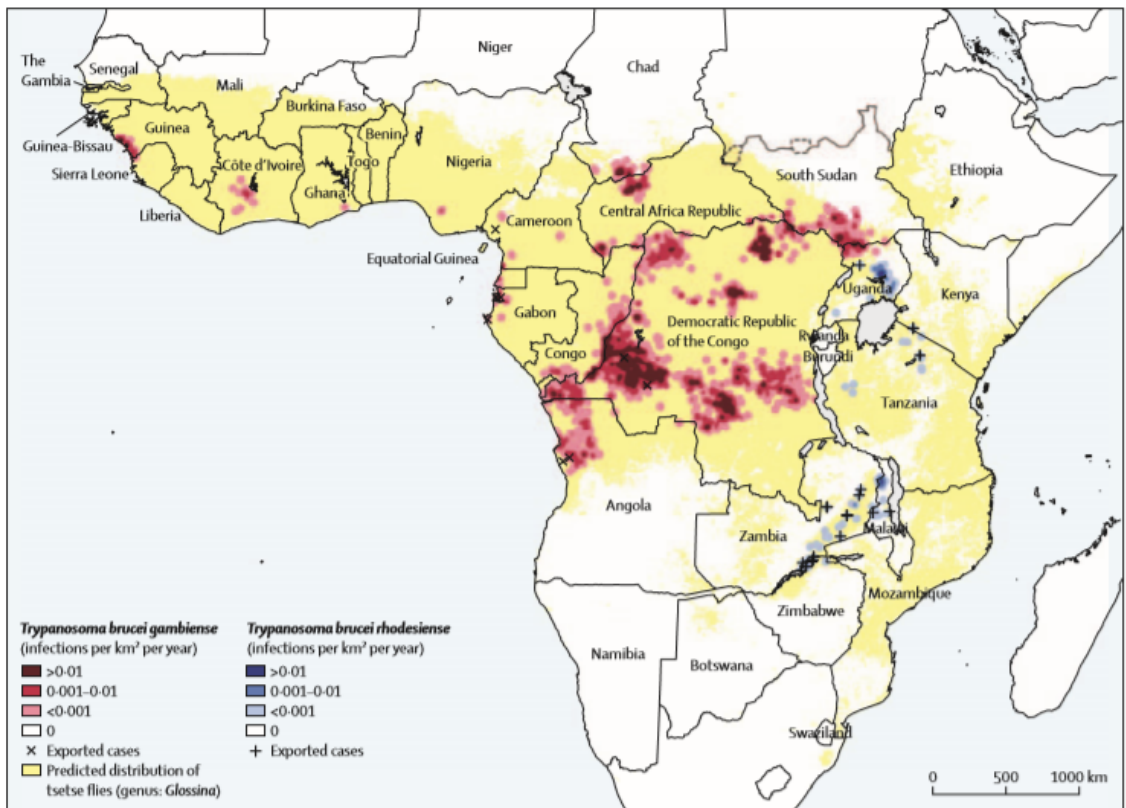 Niger
Chad
The
Gambia
Senegal
Mali
Burkina Faso
Guinea
Benin
Guinea-Bissau
Nigeria
Côte d'Ivoire
Togo
Ghana
Sierra Leone
Liberia
South Sudan
Ethiopia
Central Africa Republic
Cameroon
Equatorial Guinea
Uganda
Kenya
Gabon
Democratic Republic
of the Congo
Rwanda
Burundi
Congo
Tanzania
Angola
Zambia
Malawi
Mozambique
Zimbabwe
Namibia
Botswana
Swaziland
Trypanosoma brucei gambiense
(infections per km² per year)
>0·01
0·001–0·01
<0·001
0
Exported cases
Predicted distribution of
tsetse flies (genus: Glossina)
Trypanosoma brucei rhodesiense
(infections per km² per year)
>0·01
0·001–0·01
<0·001
0
Exported cases
0 500 1000 km